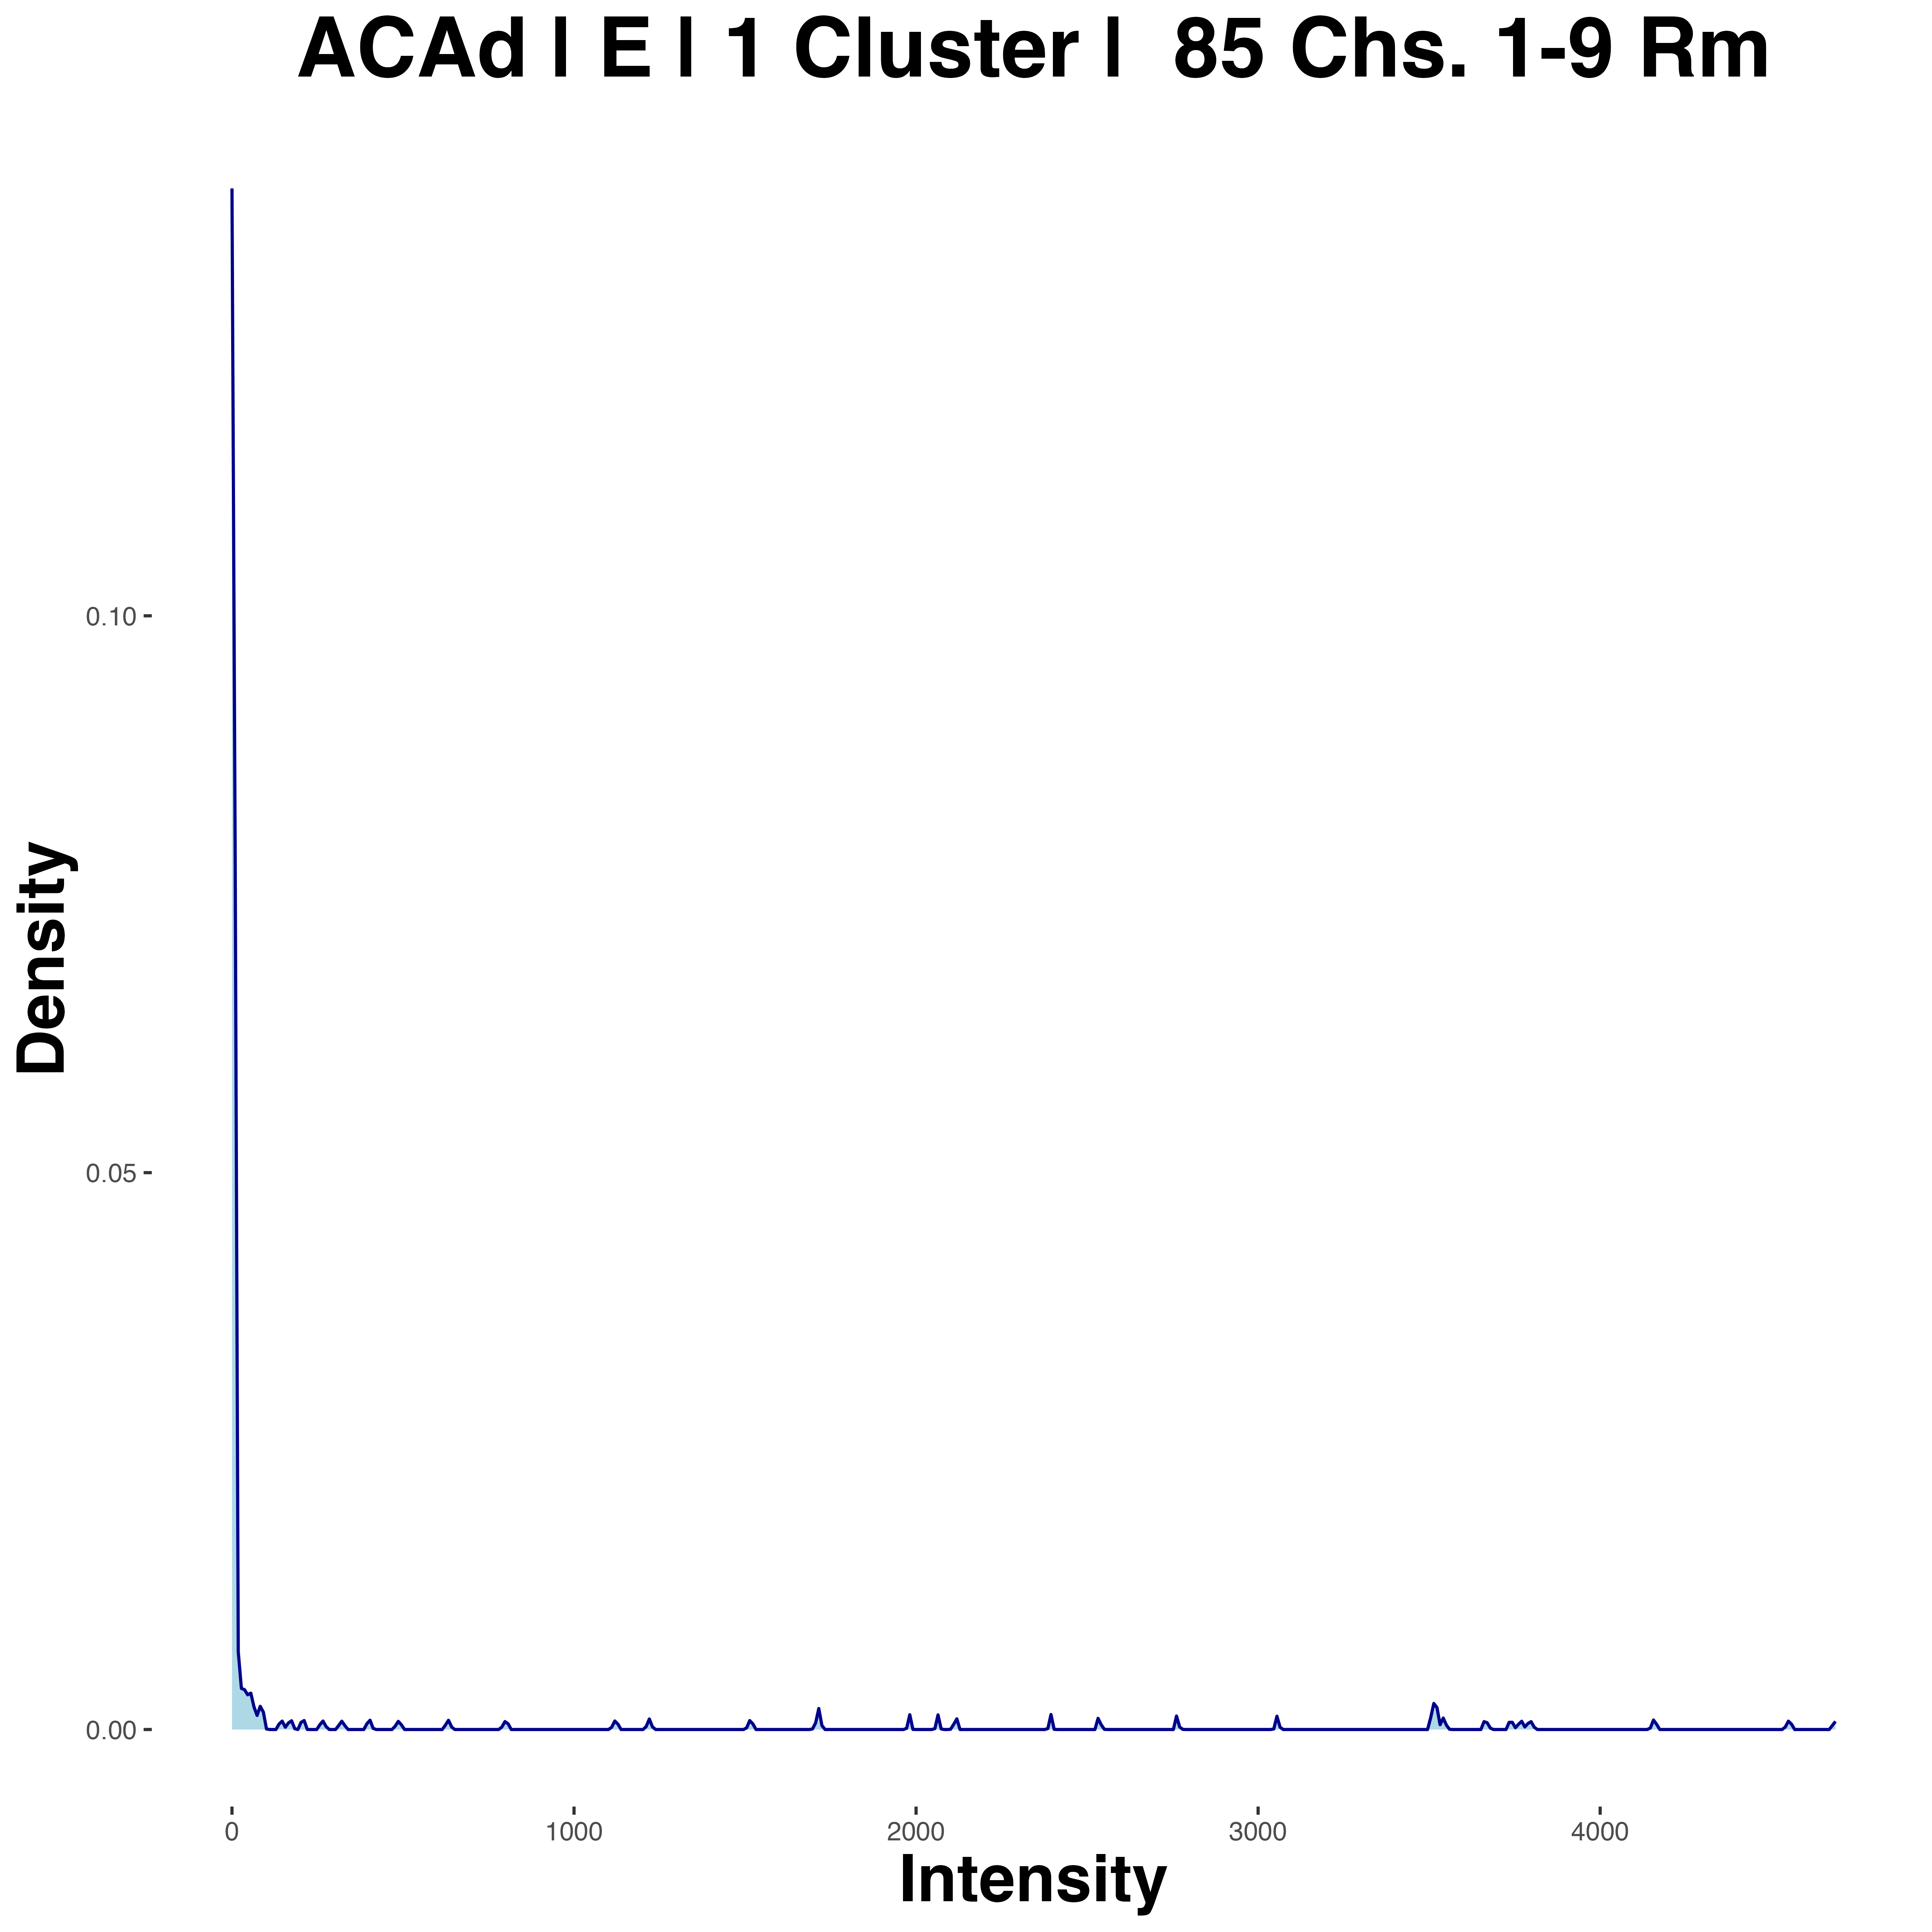 ACAd | E | 1 Cluster |  85 Chs. 1-9 Rm
Density
0.10
0.05
0.00
0 1000 2000 3000 4000
Intensity